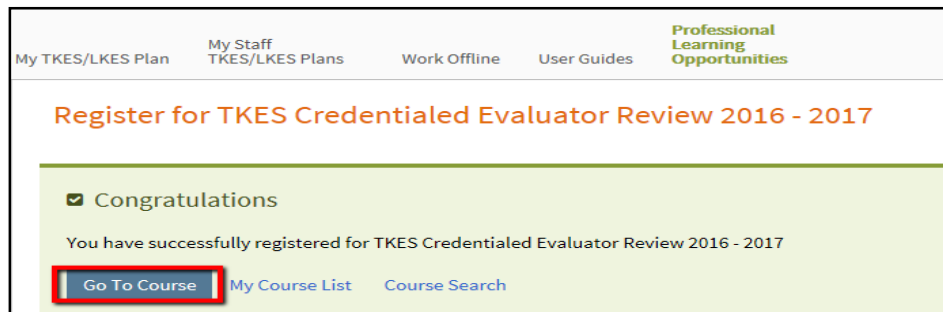 Professional
My Staff Learning
My TKES/LKES Plan TKES/LKES Plans Work Offline User Guides Opportunities
Register for TKES Credentialed Evaluator Review 2016 - 2017
Congratulations
You have successfully registered for TKES Credentialed Evaluator Review 2016 - 2017
Go To Course My Course List Course Search